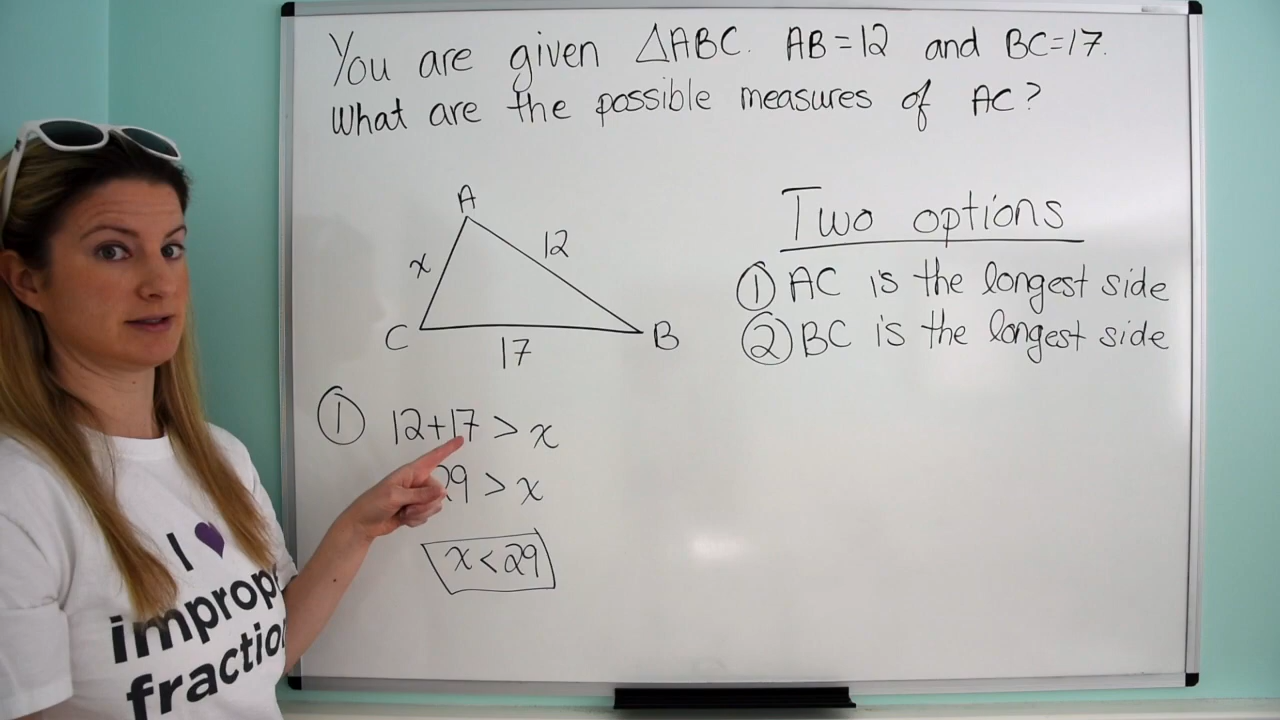 You are given △ABC. AB=12 and BC=17.
What are the possible measures of AC?
A
x
12
C
B
17
Two options
① AC is the longest side
② BC is the longest side
① 12+17 > x
29 > x
x < 29
I 💜
improp
fractio